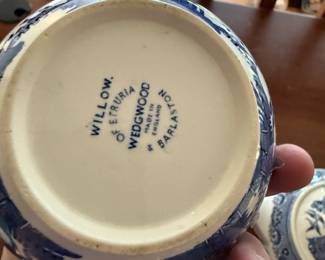 WILLOW.
OF ETRURIA
WEDGWOOD
MADE IN
ENGLAND
& BARLASTON